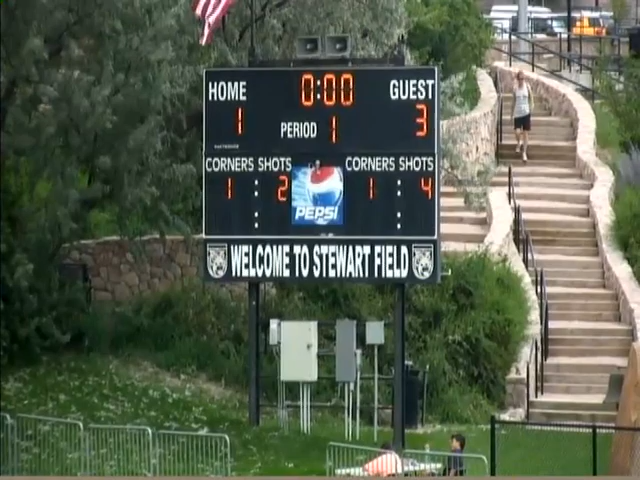 HOME 0:00 GUEST
1 PERIOD 1 3
CORNERS SHOTS CORNERS SHOTS
1 : 2 1 : 4
PEPSI
WELCOME TO STEWART FIELD